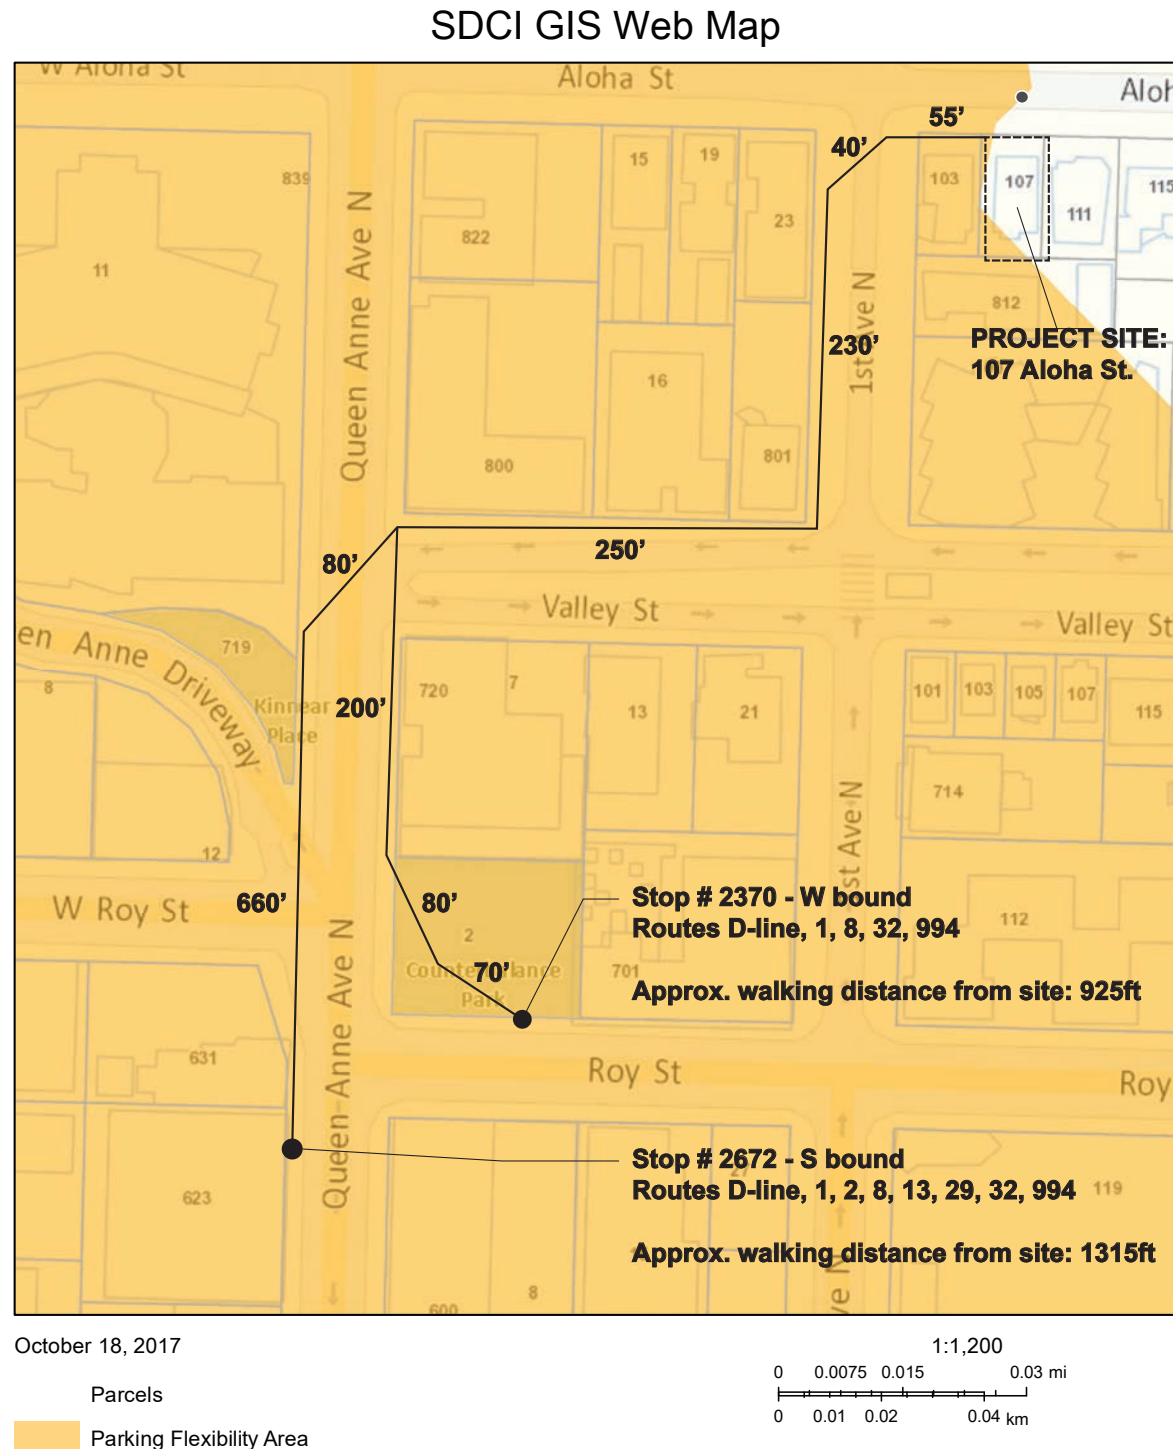 SDCI GIS Web Map
W Aloha St
Aloha St
Aloh
55’
40’
839
15
19
103
107
115
111
23
822
11
Queen Anne Ave N
1st Ave N
812
230’
PROJECT SITE:
107 Aloha St.
16
800
801
250’
80’
Valley St
Valley St
en Anne Driveway
719
Kinnear
Place
8
200’
720
7
13
21
101
103
105
107
115
714
12
1st Ave N
W Roy St
660’
80’
2
Counterbalance
Park
70’
701
112
Stop # 2370 - W bound
Routes D-line, 1, 8, 32, 994
Approx. walking distance from site: 925ft
Queen Anne Ave N
631
Roy St
Roy
Stop # 2672 - S bound
Routes D-line, 1, 2, 8, 13, 29, 32, 994
27
119
623
Approx. walking distance from site: 1315ft
8
600
ve N
October 18, 2017
1:1,200
0 0.0075 0.015 0.03 mi
0 0.01 0.02 0.04 km
Parcels
Parking Flexibility Area